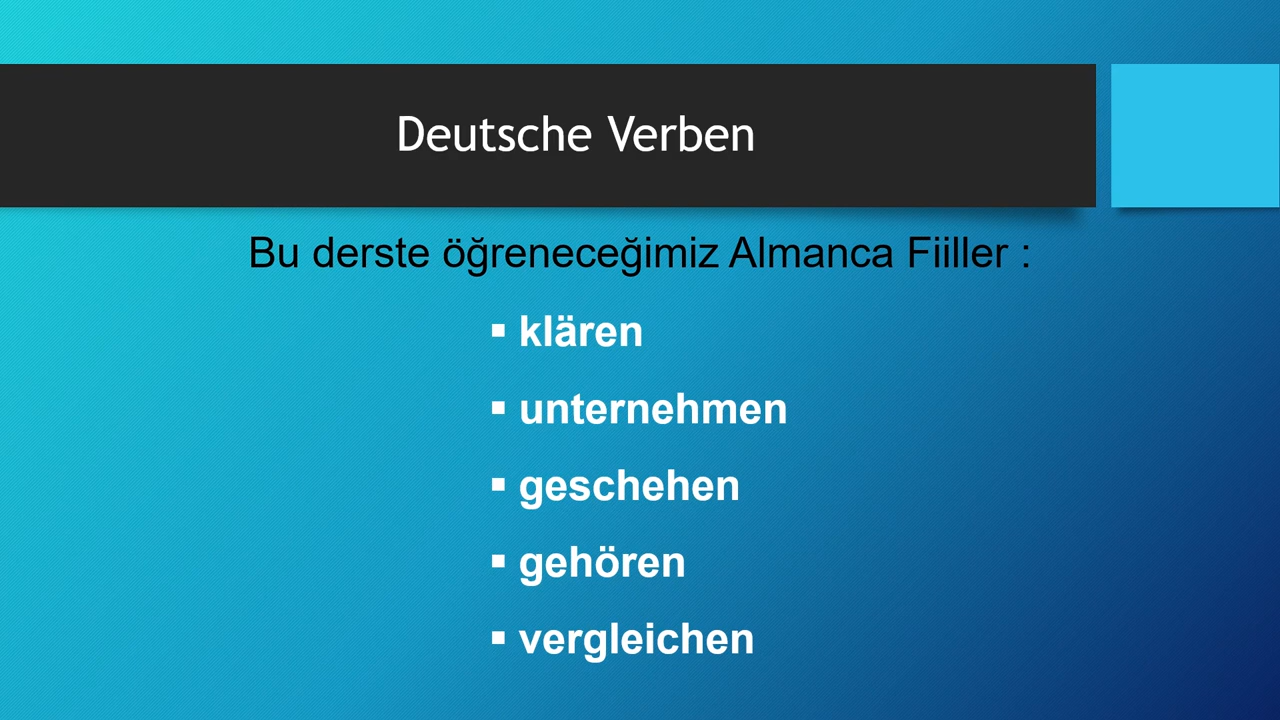 Deutsche Verben
Bu derste öğreneceğimiz Almanca Fiiller :
▪ klären
▪ unternehmen
▪ geschehen
▪ gehören
▪ vergleichen